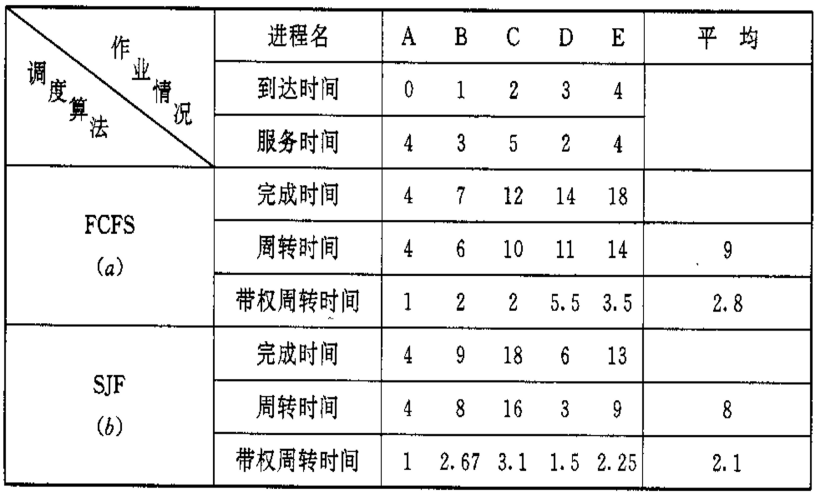 作业情况
调度算法
进程名 A B C D E 平 均
到达时间 0 1 2 3 4
服务时间 4 3 5 2 4
FCFS
(a)
完成时间 4 7 12 14 18
周转时间 4 6 10 11 14 9
带权周转时间 1 2 2 5.5 3.5 2.8
SJF
(b)
完成时间 4 9 18 6 13
周转时间 4 8 16 3 9 8
带权周转时间 1 2.67 3.1 1.5 2.25 2.1